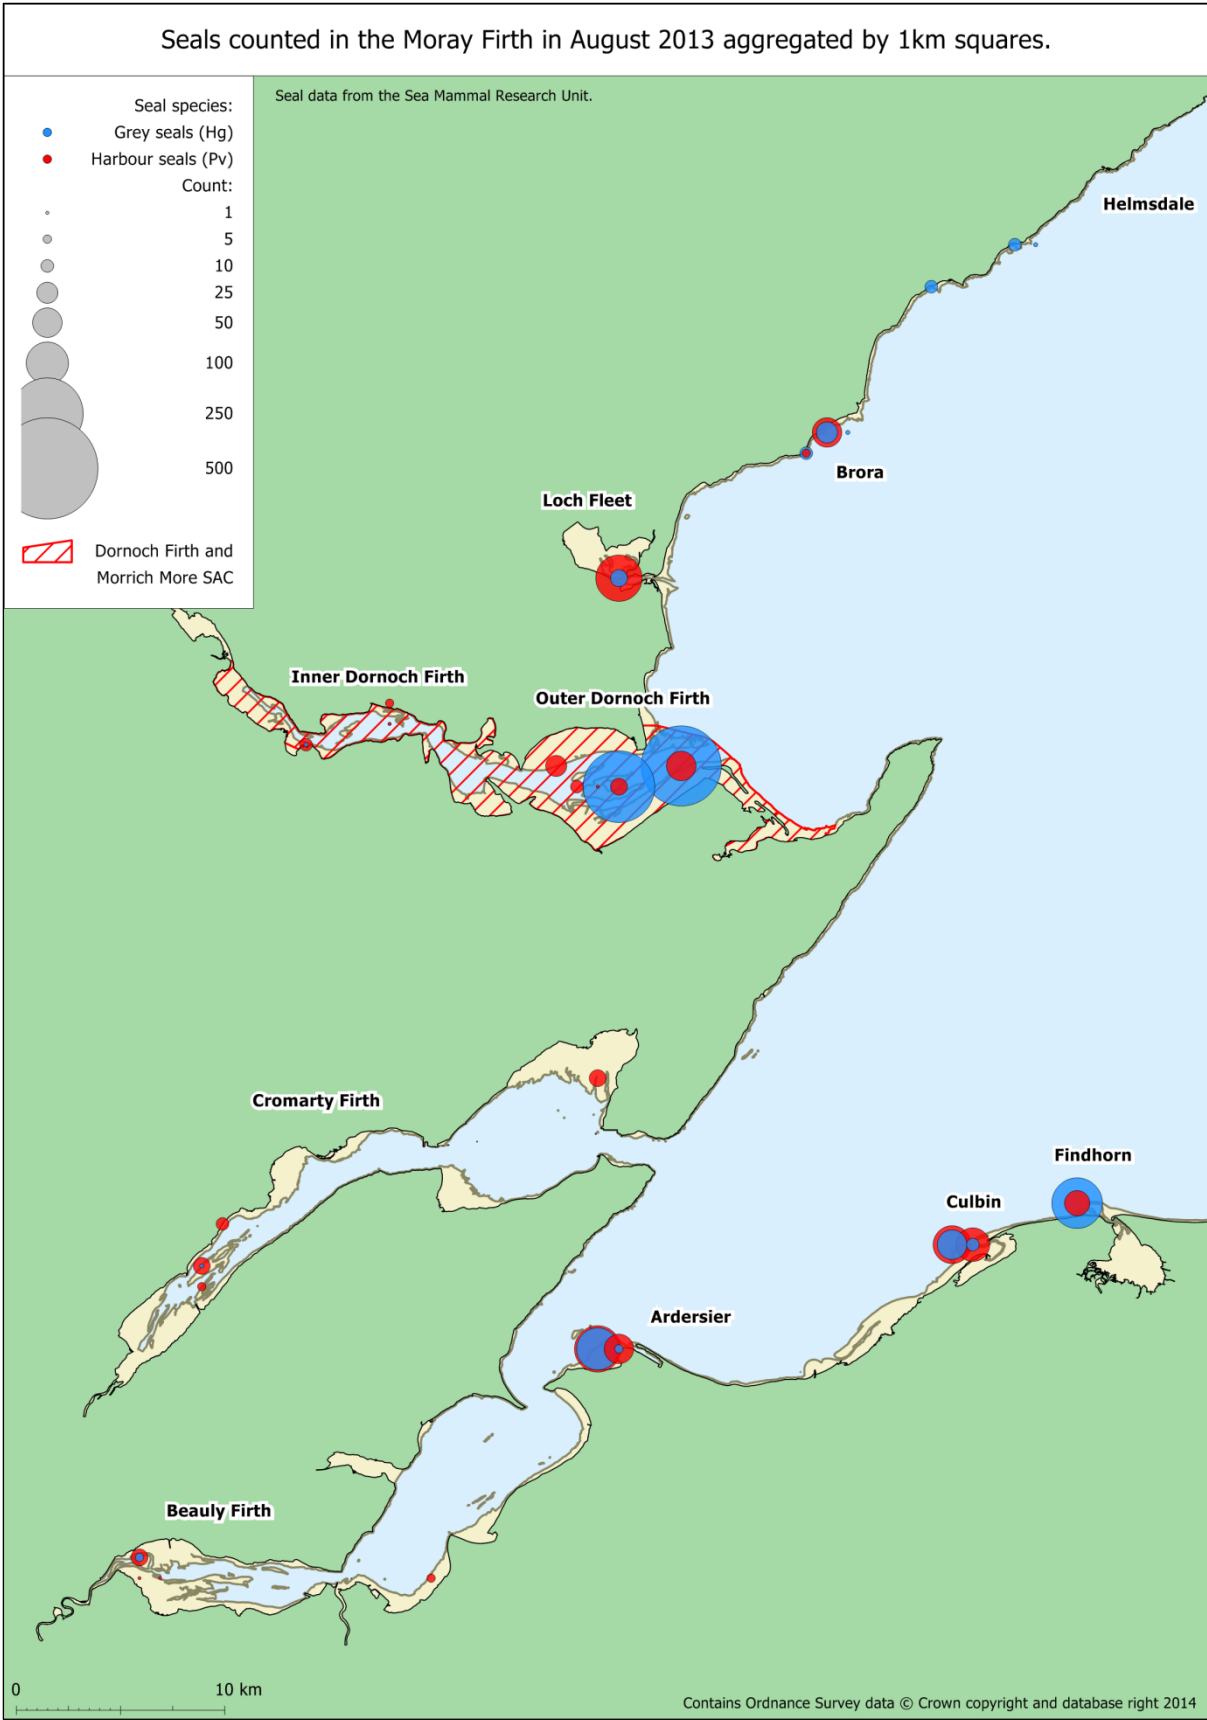 Seals counted in the Moray Firth in August 2013 aggregated by 1km squares.
Seal data from the Sea Mammal Research Unit.
Seal species:
Grey seals (Hg)
Harbour seals (Pv)
Count:
1
5
10
25
50
100
250
500
Dornoch Firth and
Morrich More SAC
Helmsdale
Brora
Loch Fleet
Inner Dornoch Firth
Outer Dornoch Firth
Cromarty Firth
Findhorn
Culbin
Ardersier
Beauly Firth
0 10 km
Contains Ordnance Survey data © Crown copyright and database right 2014